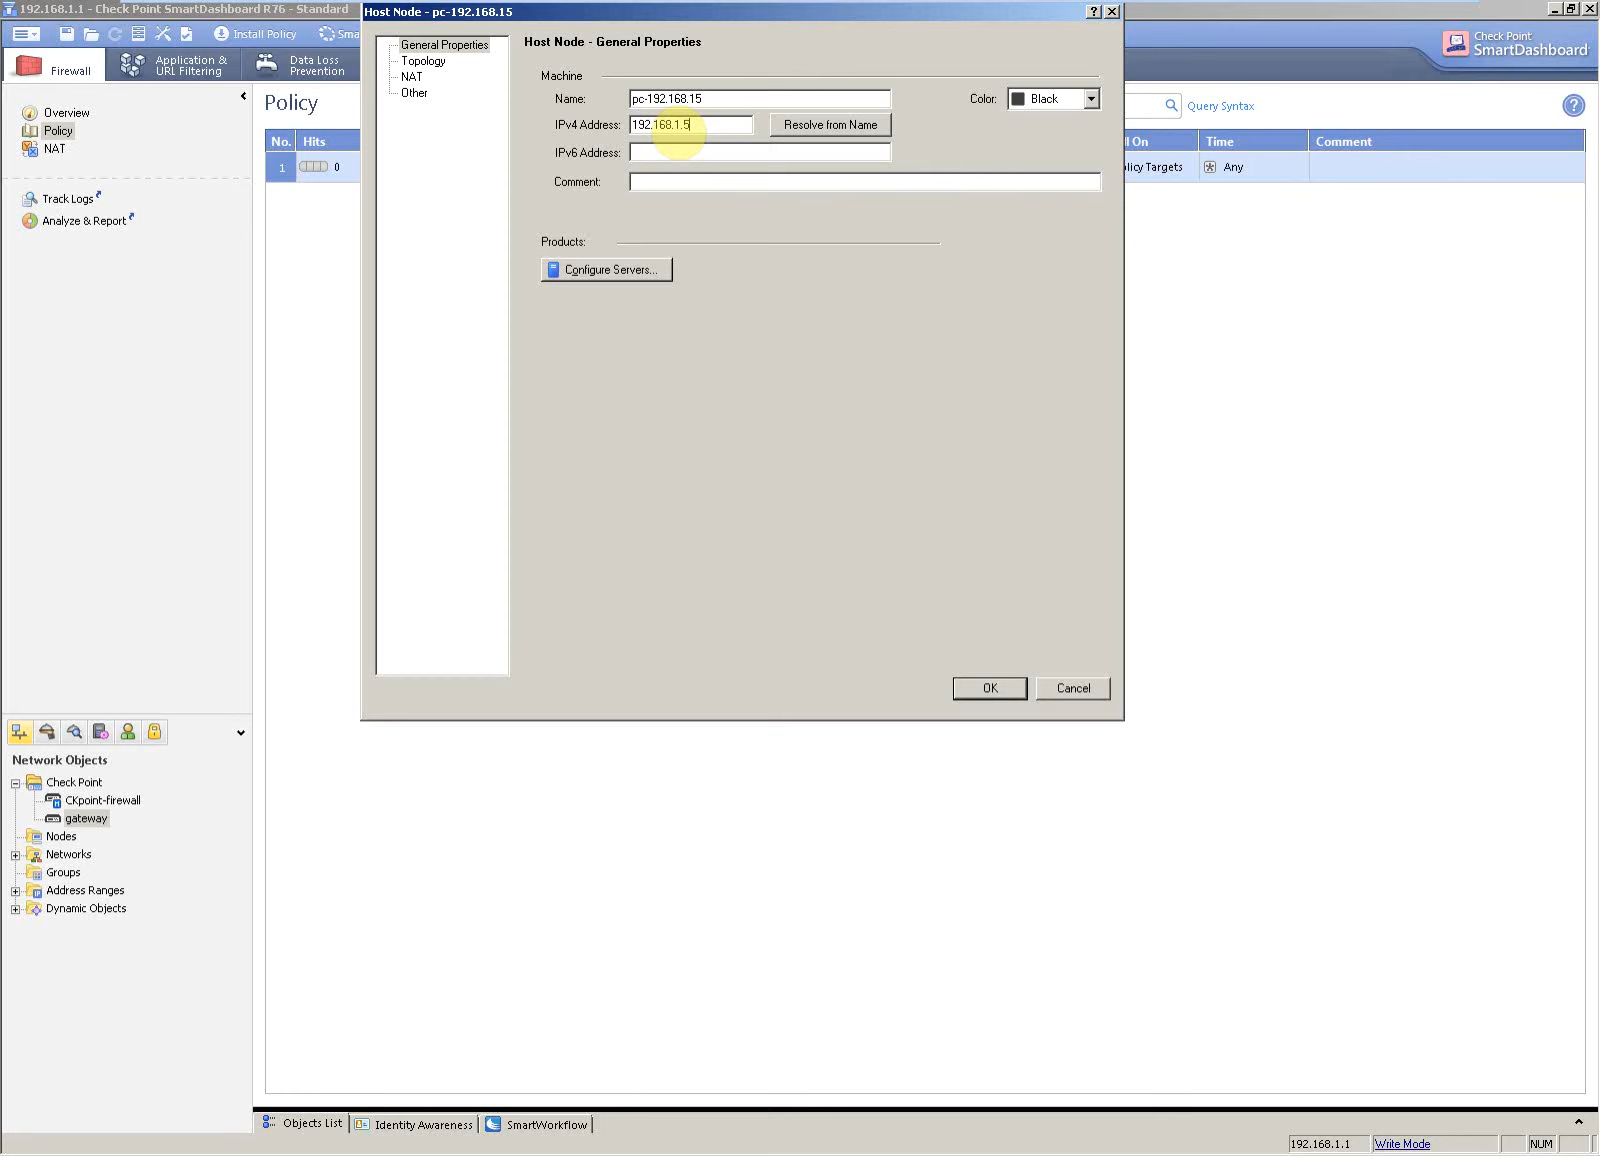 192.168.1.1 - Check Point SmartDashboard R76 - Standard
Install Policy
Sma
Check Point
SmartDashboard
Firewall
Application &
URL Filtering
Data Loss
Prevention
Overview
Policy
NAT
Track Logs
Analyze & Report
Policy
Query Syntax
No. Hits
l On Time Comment
1 0
licy Targets Any
Host Node - pc-192.168.15
General Properties
Topology
NAT
Other
Host Node - General Properties
Machine
Name: pc-192.168.15 Color: Black
IPv4 Address: 192.168.1.5 Resolve from Name
IPv6 Address:
Comment:
Products:
Configure Servers...
OK Cancel
Network Objects
Check Point
CKpoint-firewall
gateway
Nodes
Networks
Groups
Address Ranges
Dynamic Objects
Objects List Identity Awareness SmartWorkflow
192.168.1.1 Write Mode NUM